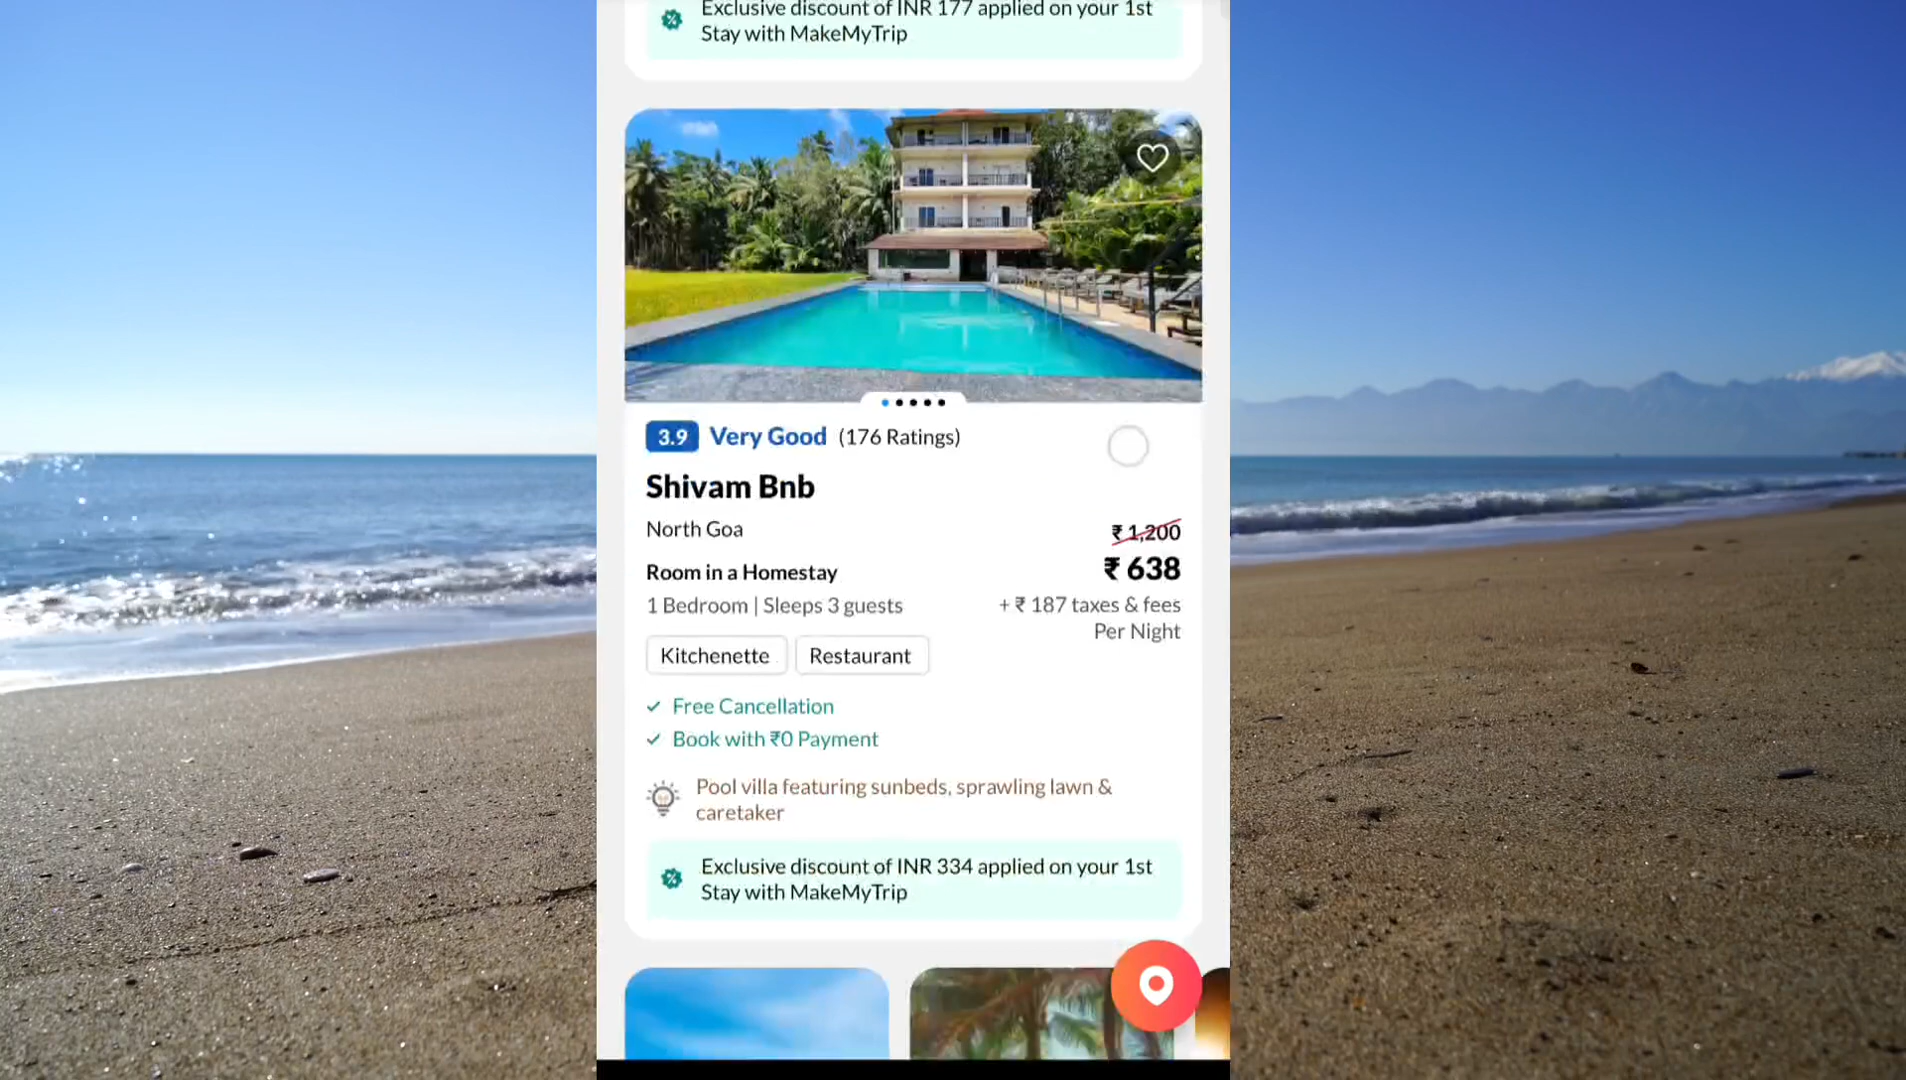 Exclusive discount of INR 177 applied on your 1st
Stay with MakeMyTrip
3.9 Very Good (176 Ratings)
Shivam Bnb
North Goa
₹ 1,200
₹ 638
Room in a Homestay
1 Bedroom | Sleeps 3 guests
+ ₹ 187 taxes & fees
Per Night
Kitchenette Restaurant
Free Cancellation
Book with ₹0 Payment
Pool villa featuring sunbeds, sprawling lawn &
caretaker
Exclusive discount of INR 334 applied on your 1st
Stay with MakeMyTrip